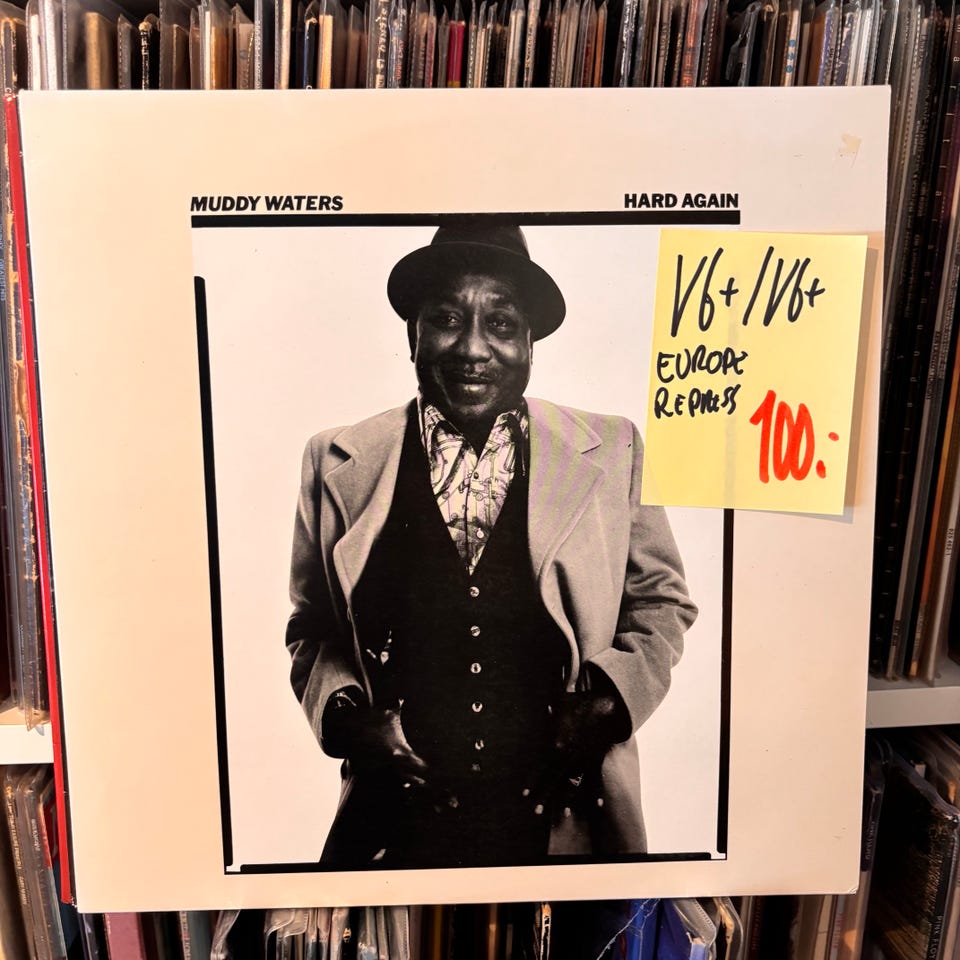 MUDDY WATERS
HARD AGAIN
VG+/VG+
EUROPE
REPRESS
100:-